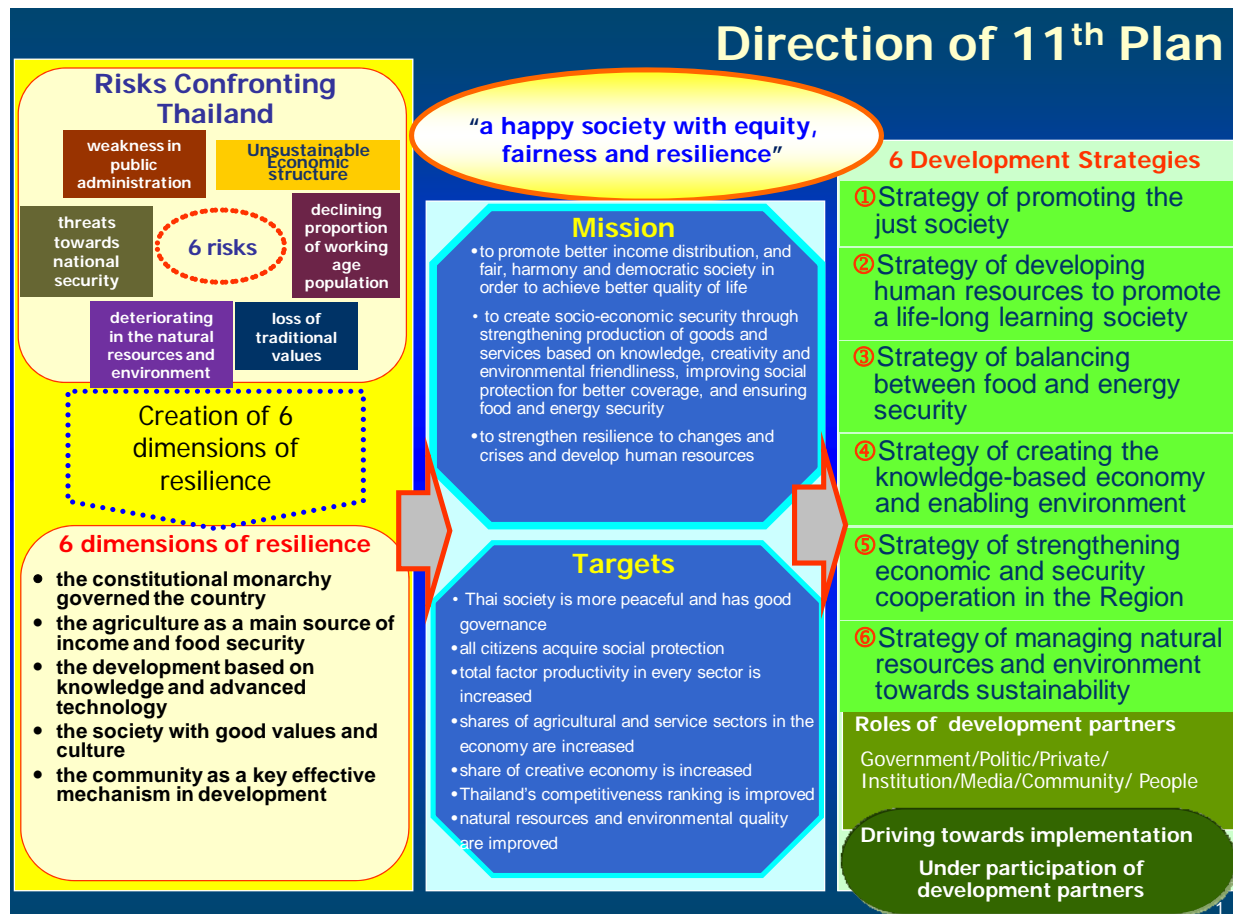 Direction of 11th Plan
Risks Confronting
Thailand
weakness in
public
administration
Unsustainable
Economic
structure
threats
towards
national
security
6 risks
declining
proportion
of working
age
population
deteriorating
in the natural
resources and
environment
loss of
traditional
values
Creation of 6
dimensions of
resilience
6 dimensions of resilience
• the constitutional monarchy
governed the country
• the agriculture as a main source of
income and food security
• the development based on
knowledge and advanced
technology
• the society with good values and
culture
• the community as a key effective
mechanism in development
“a happy society with equity,
fairness and resilience”
Mission
•to promote better income distribution, and
fair, harmony and democratic society in
order to achieve better quality of life
• to create socio-economic security through
strengthening production of goods and
services based on knowledge, creativity and
environmental friendliness, improving social
protection for better coverage, and ensuring
food and energy security
•to strengthen resilience to changes and
crises and develop human resources
Targets
• Thai society is more peaceful and has good
governance
•all citizens acquire social protection
•total factor productivity in every sector is
increased
•shares of agricultural and service sectors in the
economy are increased
•share of creative economy is increased
•Thailand’s competitiveness ranking is improved
•natural resources and environmental quality
are improved
6 Development Strategies
①Strategy of promoting the
just society
②Strategy of developing
human resources to promote
a life-long learning society
③Strategy of balancing
between food and energy
security
④Strategy of creating the
knowledge-based economy
and enabling environment
⑤Strategy of strengthening
economic and security
cooperation in the Region
⑥Strategy of managing natural
resources and environment
towards sustainability
Roles of development partners
Government/Politic/Private/
Institution/Media/Community/ People
Driving towards implementation
Under participation of
development partners
1